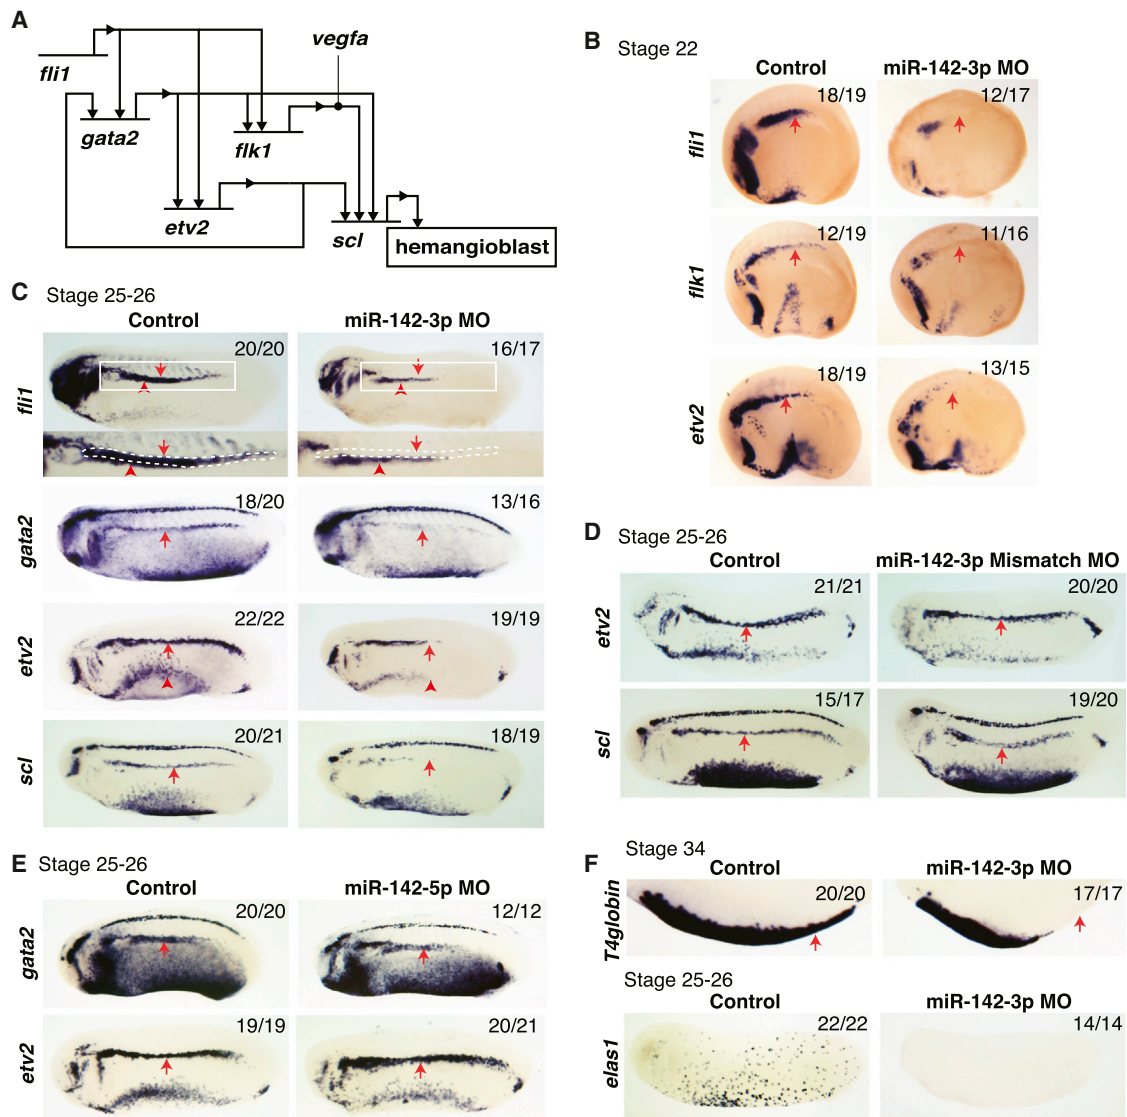 A
fli1
vegfa
gata2
flk1
etv2
scl
hemangioblast
B Stage 22
Control miR-142-3p MO
fli1 18/19 12/17
flk1 12/19 11/16
etv2 18/19 13/15
C Stage 25-26
Control miR-142-3p MO
fli1 20/20 16/17
gata2 18/20 13/16
etv2 22/22 19/19
scl 20/21 18/19
D Stage 25-26
Control miR-142-3p Mismatch MO
etv2 21/21 20/20
scl 15/17 19/20
E Stage 25-26
Control miR-142-5p MO
gata2 20/20 12/12
etv2 19/19 20/21
F Stage 34
Control miR-142-3p MO
T4globin 20/20 17/17
Stage 25-26
Control miR-142-3p MO
elas1 22/22 14/14